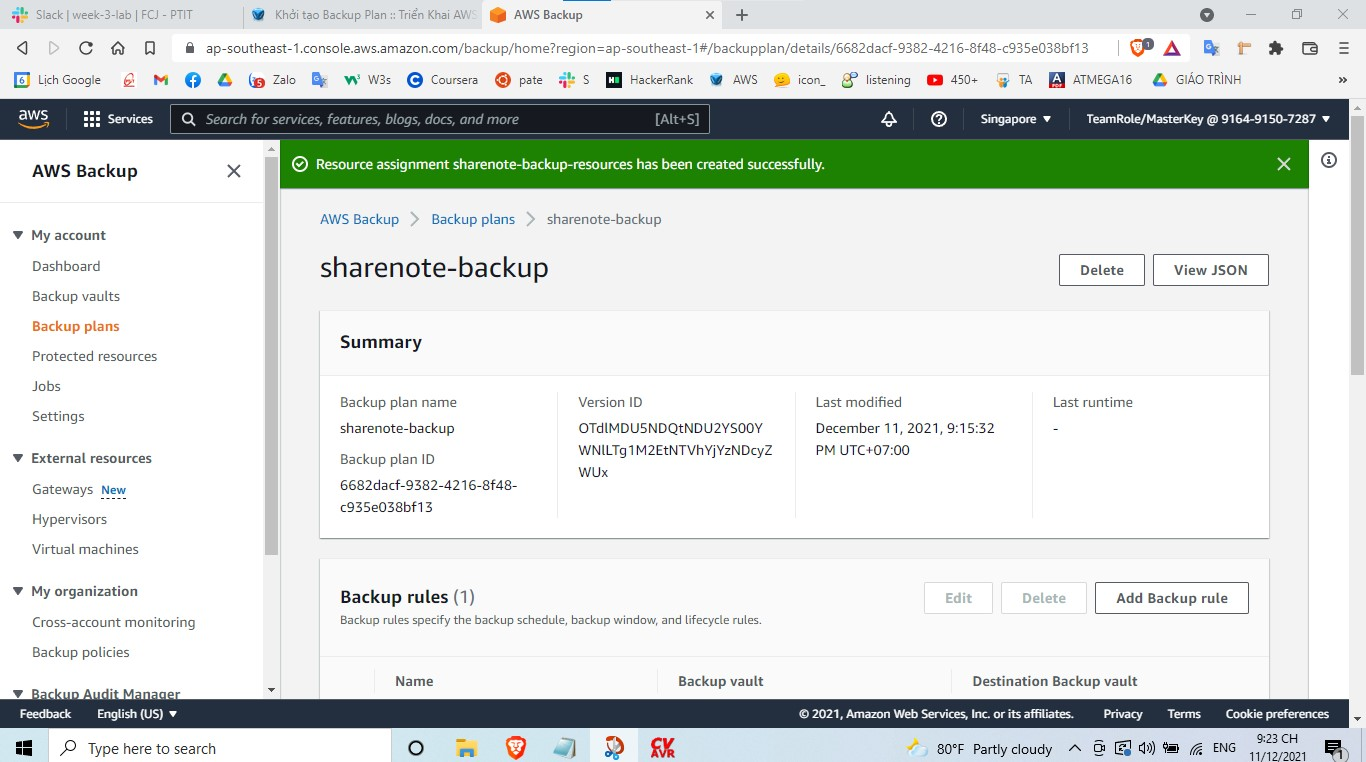 Slack | week-3-lab | FCJ - PTIT
Khởi tạo Backup Plan :: Triển Khai AWS
AWS Backup
ap-southeast-1.console.aws.amazon.com/backup/home?region=ap-southeast-1#/backupplan/details/6682dacf-9382-4216-8f48-c935e038bf13
1
6
Lịch Google
Zalo
W3s
Coursera
pate
S
HackerRank
AWS
icon_
listening
450+
TA
ATMEGA16
GIÁO TRÌNH
»
aws
Services
Search for services, features, blogs, docs, and more
[Alt+S]
Singapore
TeamRole/MasterKey @ 9164-9150-7287
AWS Backup
My account
Dashboard
Backup vaults
Backup plans
Protected resources
Jobs
Settings
External resources
Gateways New
Hypervisors
Virtual machines
My organization
Cross-account monitoring
Backup policies
Backup Audit Manager
Resource assignment sharenote-backup-resources has been created successfully.
AWS Backup
Backup plans
sharenote-backup
sharenote-backup
Delete
View JSON
Summary
Backup plan name
sharenote-backup
Backup plan ID
6682dacf-9382-4216-8f48-
c935e038bf13
Version ID
OTdlMDU5NDQtNDU2YS00Y
WNlLTg1M2EtNTVhYjYzNDcyZ
WUx
Last modified
December 11, 2021, 9:15:32
PM UTC+07:00
Last runtime
-
Backup rules (1)
Backup rules specify the backup schedule, backup window, and lifecycle rules.
Edit
Delete
Add Backup rule
Name
Backup vault
Destination Backup vault
Feedback
English (US)
© 2021, Amazon Web Services, Inc. or its affiliates.
Privacy
Terms
Cookie preferences
Type here to search
CV
AVR
80°F Partly cloudy
ENG
9:23 CH
11/12/2021
1